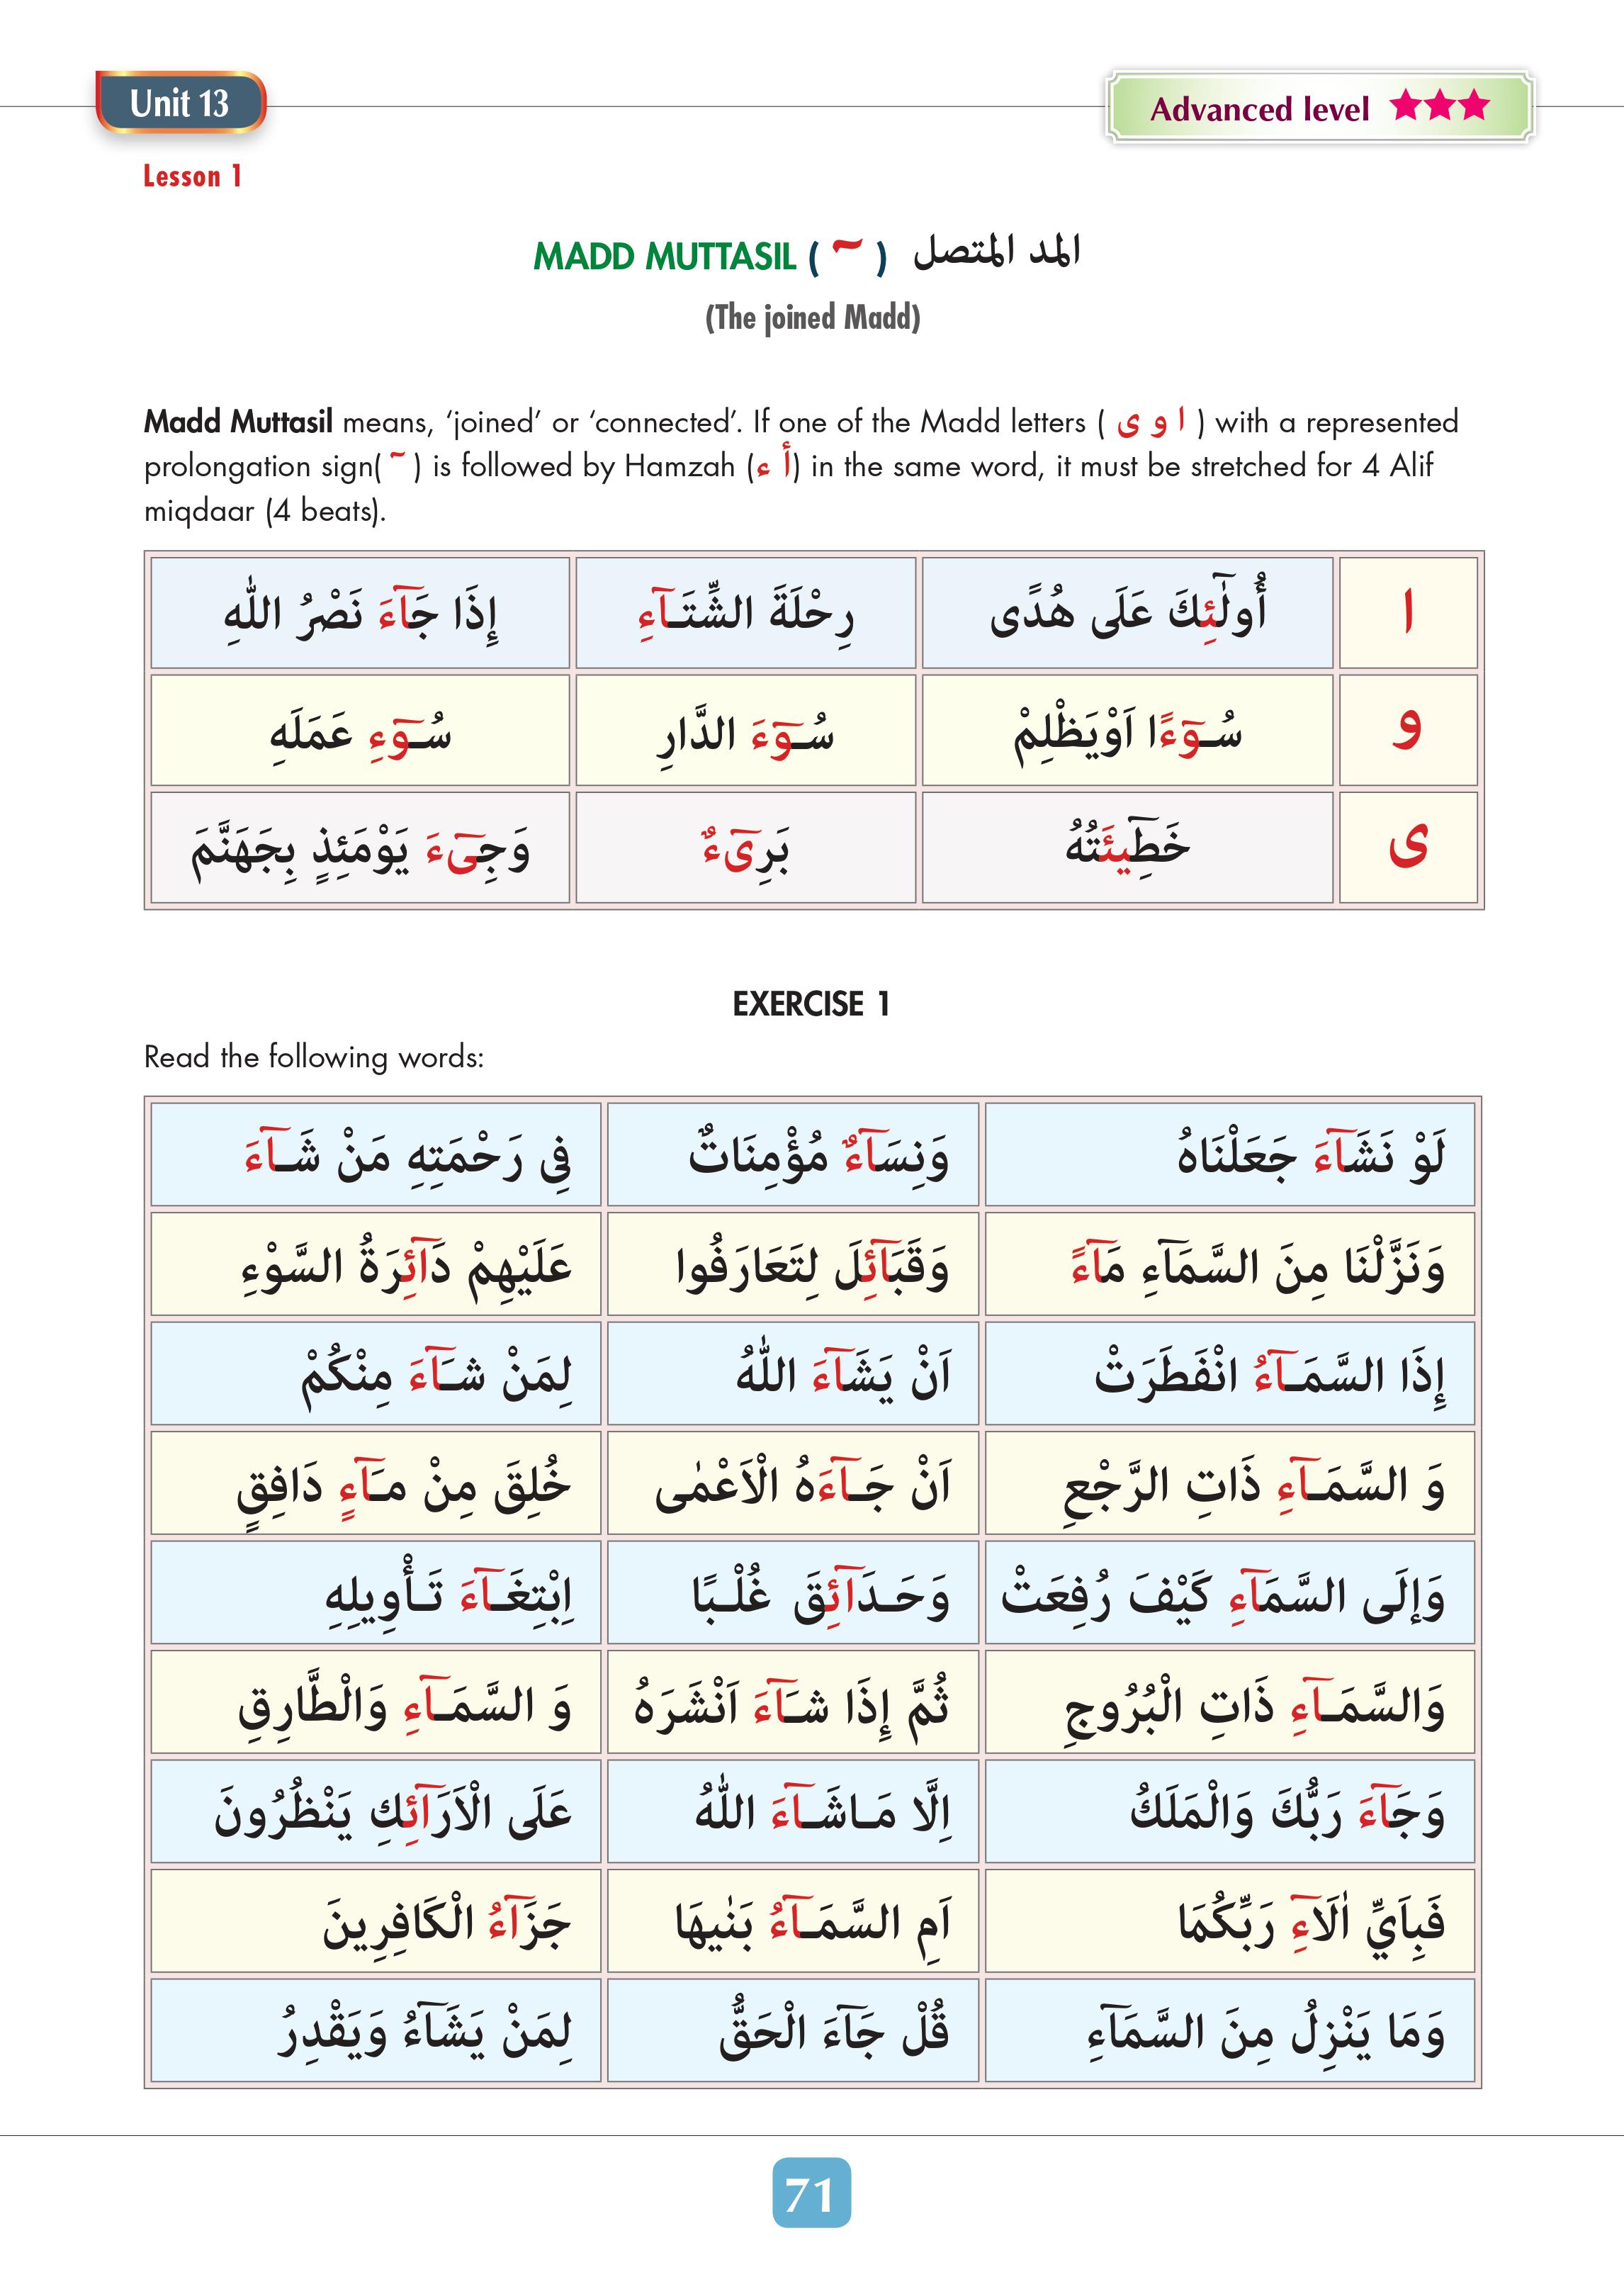 Unit 13
Advanced level
Lesson 1
MADD MUTTASIL ( ~ ) المد المتصل
(The joined Madd)
Madd Muttasil means, ‘joined’ or ‘connected’. If one of the Madd letters ( ا و ى ) with a represented
prolongation sign( ~ ) is followed by Hamzah (أ ء) in the same word, it must be stretched for 4 Alif
miqdaar (4 beats).
ا أُولَٰٓئِكَ عَلَى هُدًى رِحْلَةَ الشِّتَـآءِ إِذَا جَآءَ نَصْرُ اللّٰهِ
و سُـوٓءًا اَوْيَظْلِمْ سُـوٓءَ الدَّارِ سُـوٓءِ عَمَلَهِ
ى خَطِٓيئَتُهُ بَرِىٓءٌ وَجِىٓءَ يَوْمَئِذٍ بِجَهَنَّمَ
EXERCISE 1
Read the following words:
لَوْ نَشَآءَ جَعَلْنَاهُ وَنِسَآءٌ مُؤْمِنَاتٌ فِى رَحْمَتِهِ مَنْ شَـآءَ
وَنَزَّلْنَا مِنَ السَّمَآءِ مَآءً وَقَبَآئِلَ لِتَعَارَفُوا عَلَيْهِمْ دَآئِرَةُ السَّوْءِ
إِذَا السَّمَـآءُ انْفَطَرَتْ اَنْ يَشَآءَ اللّٰهُ لِمَنْ شَـآءَ مِنْكُمْ
وَ السَّمَـآءِ ذَاتِ الرَّجْعِ اَنْ جَـآءَهُ الْاَعْمٰى خُلِقَ مِنْ مَـآءٍ دَافِقٍ
وَإلَى السَّمَآءِ كَيْفَ رُفِعَتْ وَحَـدَآئِقَ غُلْـبًا اِبْتِغَـآءَ تَـأْوِيلِهِ
وَالسَّمَـآءِ ذَاتِ الْبُرُوجِ ثُمَّ إِذَا شَـآءَ اَنْشَرَهُ وَ السَّمَـآءِ وَالْطَّارِقِ
وَجَآءَ رَبُّكَ وَالْمَلَكُ اِلَّا مَـاشَـآءَ اللّٰهُ عَلَى الْاَرَآئِكِ يَنْظُرُونَ
فَبِاَيِّ اٰلَآءِ رَبِّكُمَا اَمِ السَّمَـآءُ بَنٰيهَا جَزَآءُ الْكَافِرِينَ
وَمَا يَنْزِلُ مِنَ السَّمَآءِ قُلْ جَآءَ الْحَقُّ لِمَنْ يَشَآءُ وَيَقْدِرُ
71